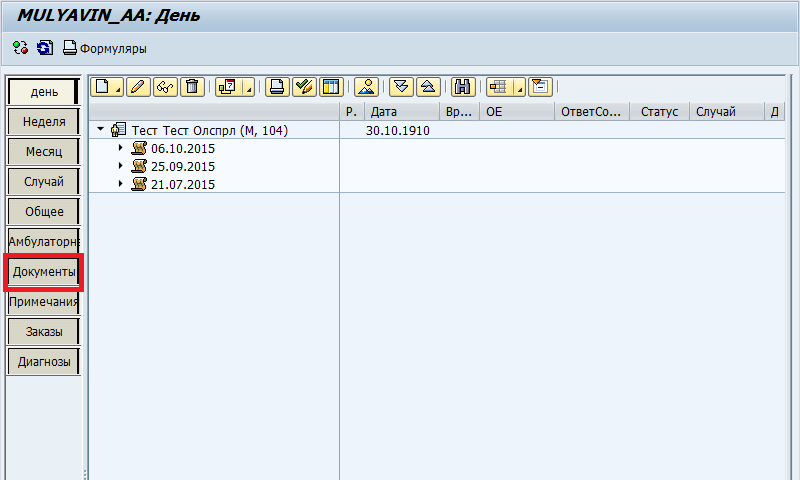 MULYAVIN_AA: День
Формуляры
день
Неделя
Месяц
Случай
Общее
Амбулаторн
Документы
Примечания
Заказы
Диагнозы
Р. Дата Вр... ОЕ ОтветСо... Статус Случай Д
Тест Тест Олспрл (М, 104) 30.10.1910
06.10.2015
25.09.2015
21.07.2015